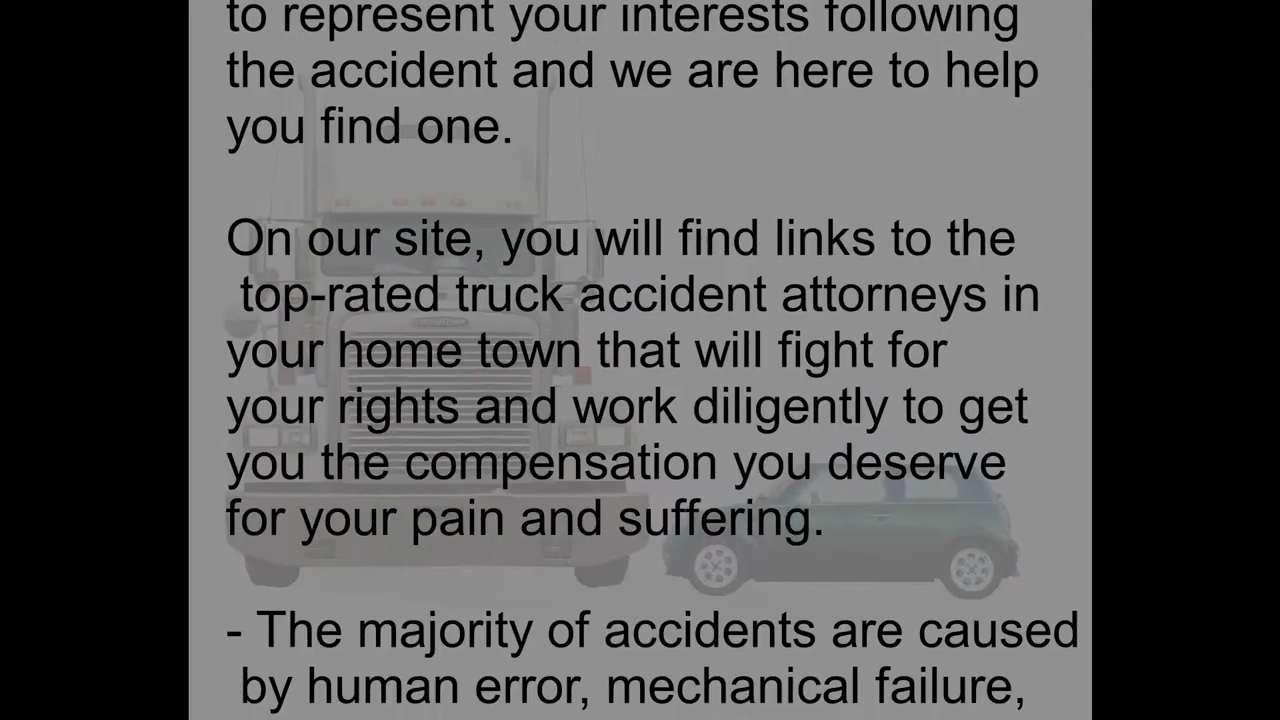 to represent your interests following
the accident and we are here to help
you find one.
On our site, you will find links to the
top-rated truck accident attorneys in
your home town that will fight for
your rights and work diligently to get
you the compensation you deserve
for your pain and suffering.
- The majority of accidents are caused
by human error, mechanical failure,